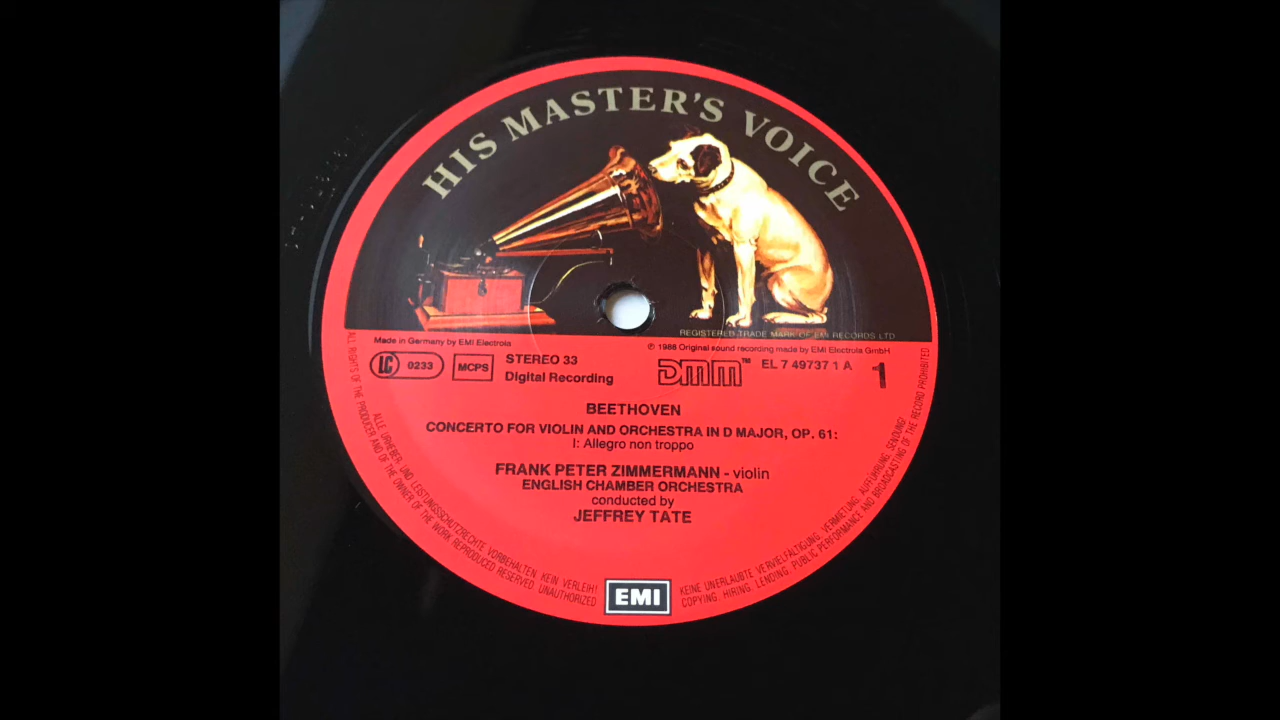 HIS MASTER'S VOICE
REGISTERED TRADE MARK OF EMI RECORDS LTD
Made in Germany by EMI Electrola
℗ 1988 Original sound recording made by EMI Electrola GmbH
LC 0233
MCPS
STEREO 33
Digital Recording
DMM™
EL 7 49737 1 A
1
BEETHOVEN
CONCERTO FOR VIOLIN AND ORCHESTRA IN D MAJOR, OP. 61:
I: Allegro non troppo
FRANK PETER ZIMMERMANN - violin
ENGLISH CHAMBER ORCHESTRA
conducted by
JEFFREY TATE
EMI
ALLE URHEBER- UND LEISTUNGSSCHUTZRECHTE VORBEHALTEN. KEIN VERLEIH!
KEINE UNERLAUBTE VERVIELFÄLTIGUNG, VERMIETUNG, AUFFÜHRUNG, SENDUNG!
ALL RIGHTS OF THE PRODUCER AND OF THE OWNER OF THE WORK REPRODUCED RESERVED. UNAUTHORIZED
COPYING, HIRING, LENDING, PUBLIC PERFORMANCE AND BROADCASTING OF THE RECORD PROHIBITED